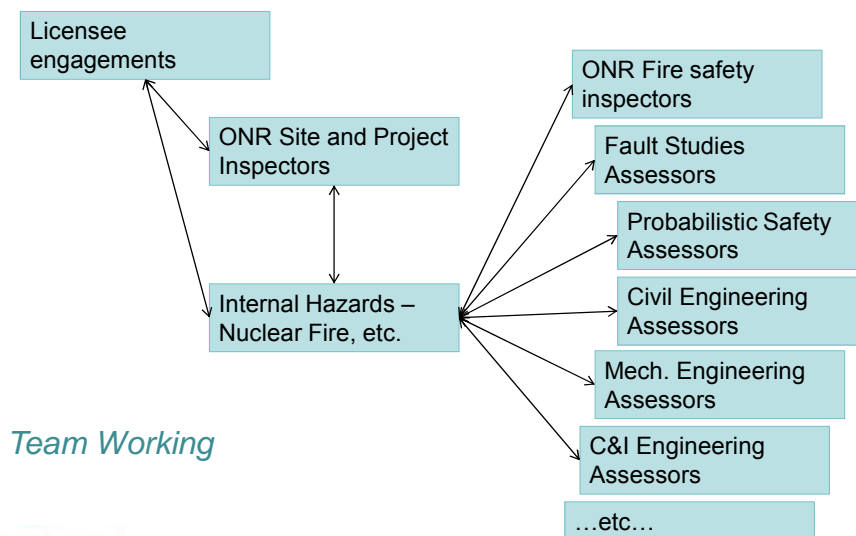 Licensee
engagements
ONR Site and Project
Inspectors
Internal Hazards –
Nuclear Fire, etc.
ONR Fire safety
inspectors
Fault Studies
Assessors
Probabilistic Safety
Assessors
Civil Engineering
Assessors
Mech. Engineering
Assessors
C&I Engineering
Assessors
…etc…
Team Working